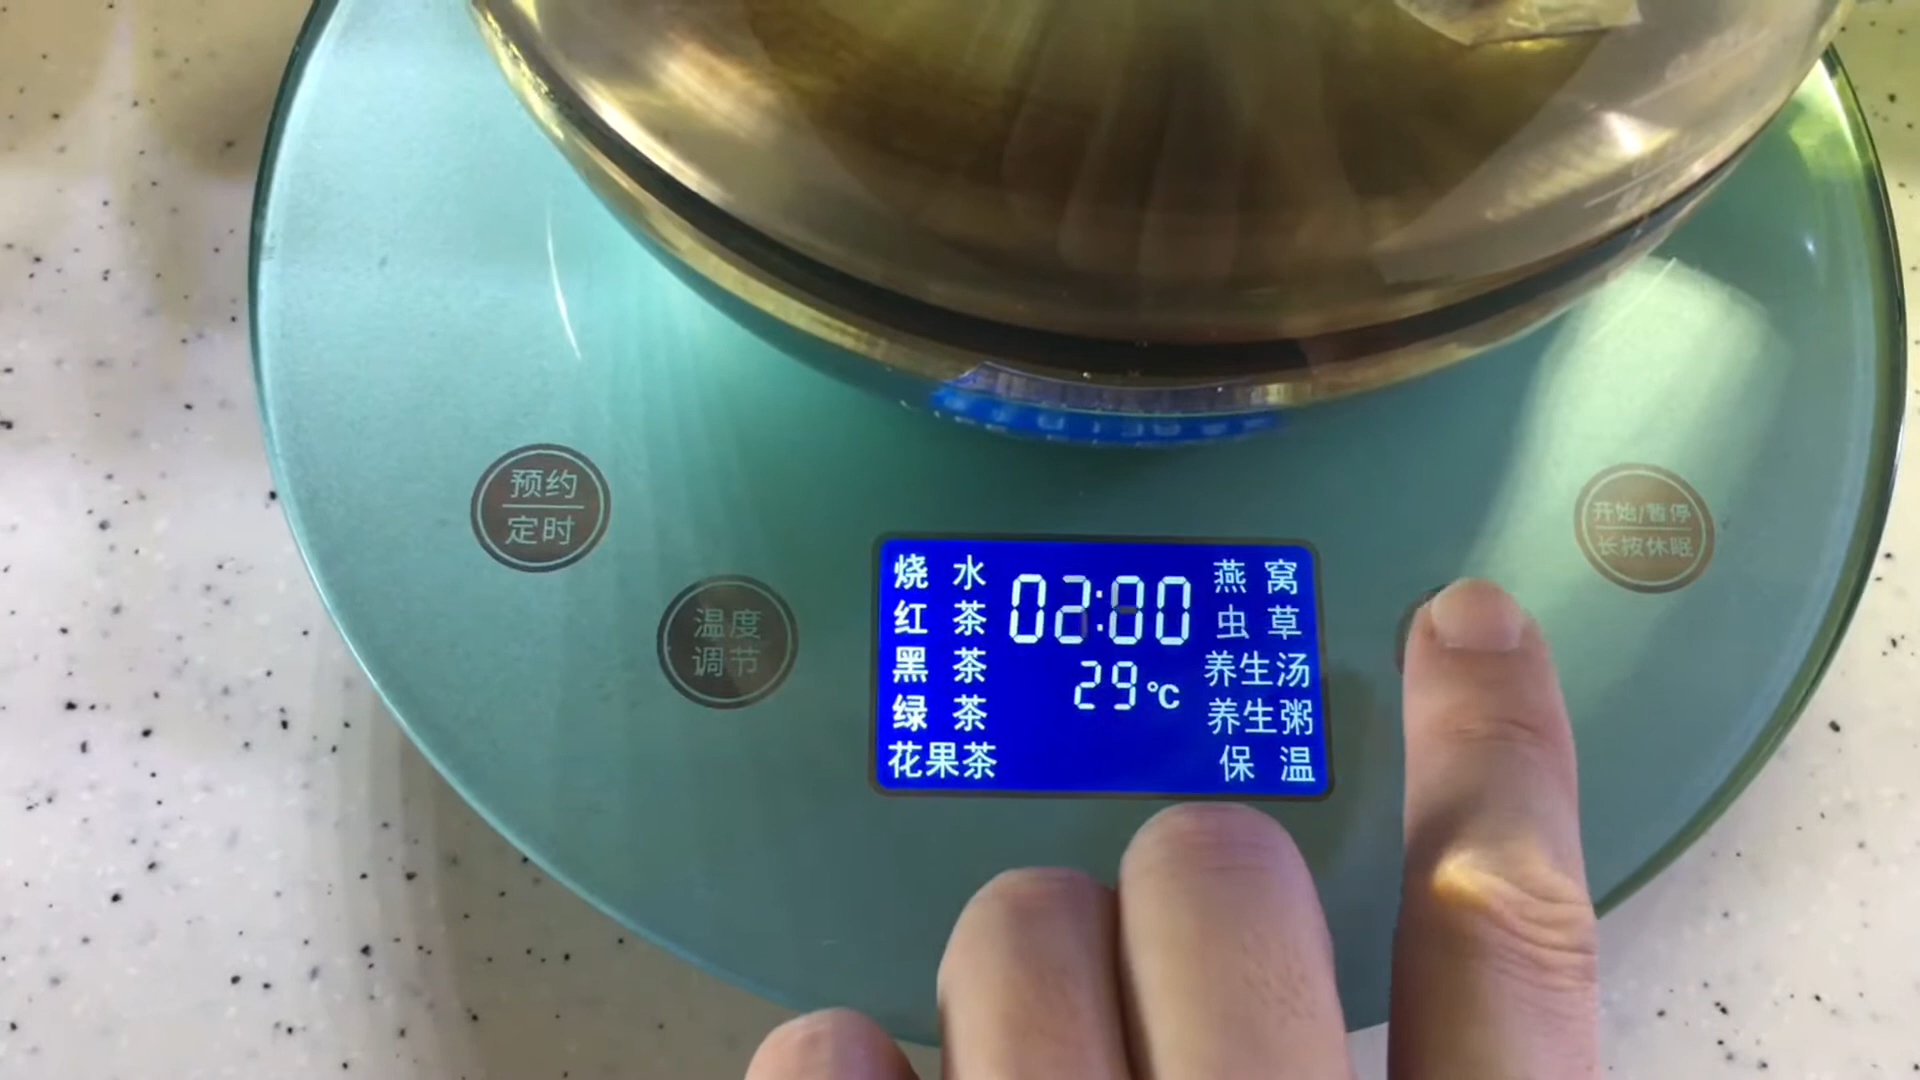 预约
定时
温度
调节
烧水
红茶
黑茶
绿茶
花果茶
29℃
燕窝
虫草
养生汤
养生粥
保温
开始/暂停
长按休眠